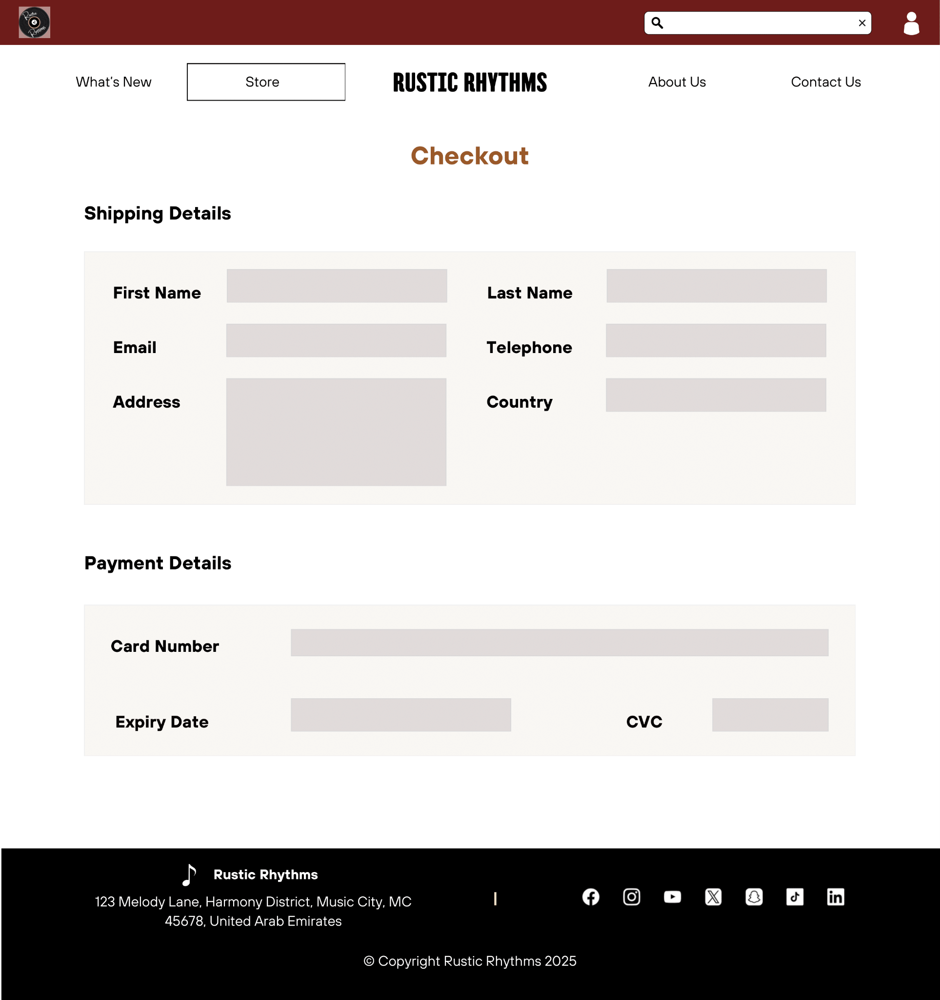 Rustic
Rhythms
What's New
Store
RUSTIC RHYTHMS
About Us
Contact Us
Checkout
Shipping Details
First Name
Last Name
Email
Telephone
Address
Country
Payment Details
Card Number
Expiry Date
CVC
Rustic Rhythms
123 Melody Lane, Harmony District, Music City, MC
45678, United Arab Emirates
© Copyright Rustic Rhythms 2025